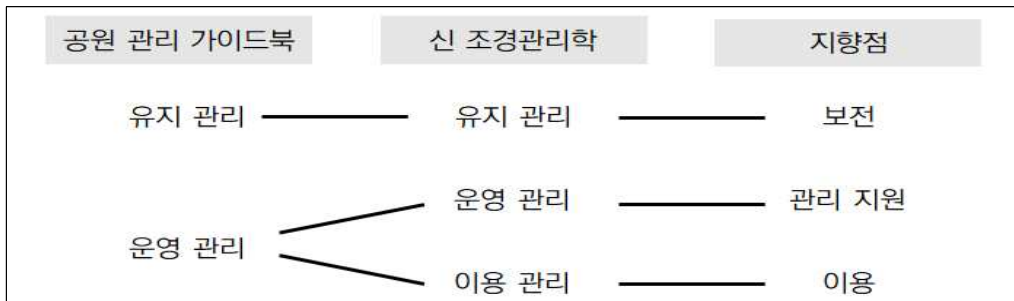 공원 관리 가이드북 신 조경관리학 지향점
유지 관리 유지 관리 보전
운영 관리 관리 지원
운영 관리
이용 관리 이용